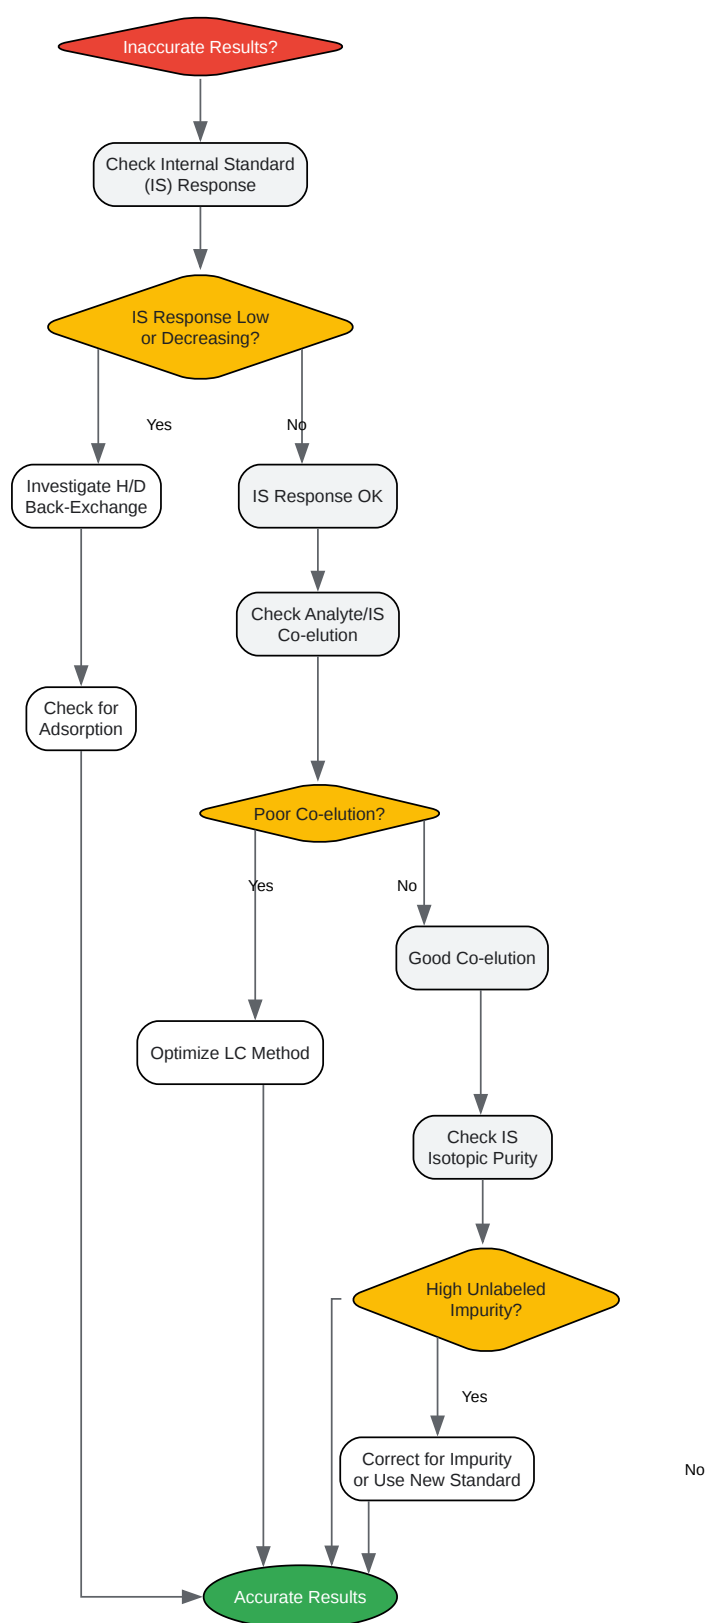 Inaccurate Results?
Check Internal Standard
(IS) Response
IS Response Low
or Decreasing?
Yes
No
Investigate H/D
Back-Exchange
IS Response OK
Check Analyte/IS
Co-elution
Check for
Adsorption
Poor Co-elution?
Yes
No
Good Co-elution
Optimize LC Method
Check IS
Isotopic Purity
High Unlabeled
Impurity?
Yes
Correct for Impurity
or Use New Standard
No
Accurate Results